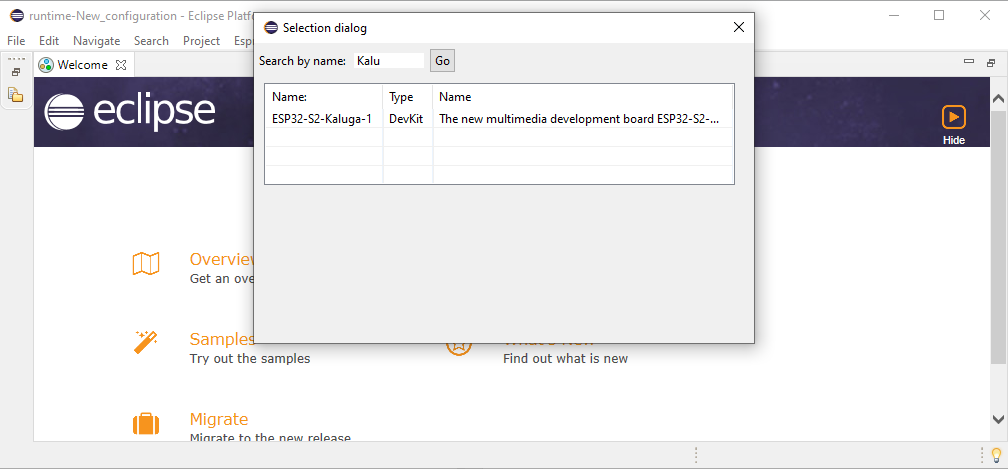 runtime-New_configuration - Eclipse Platf
File Edit Navigate Search Project Esp
Welcome
eclipse
Hide
Overview
Get an ove
Samples
Try out the samples
Find out what is new
Migrate
Migrate to the new release
Selection dialog
Search by name: Kalu Go
Name: Type Name
ESP32-S2-Kaluga-1 DevKit The new multimedia development board ESP32-S2-...